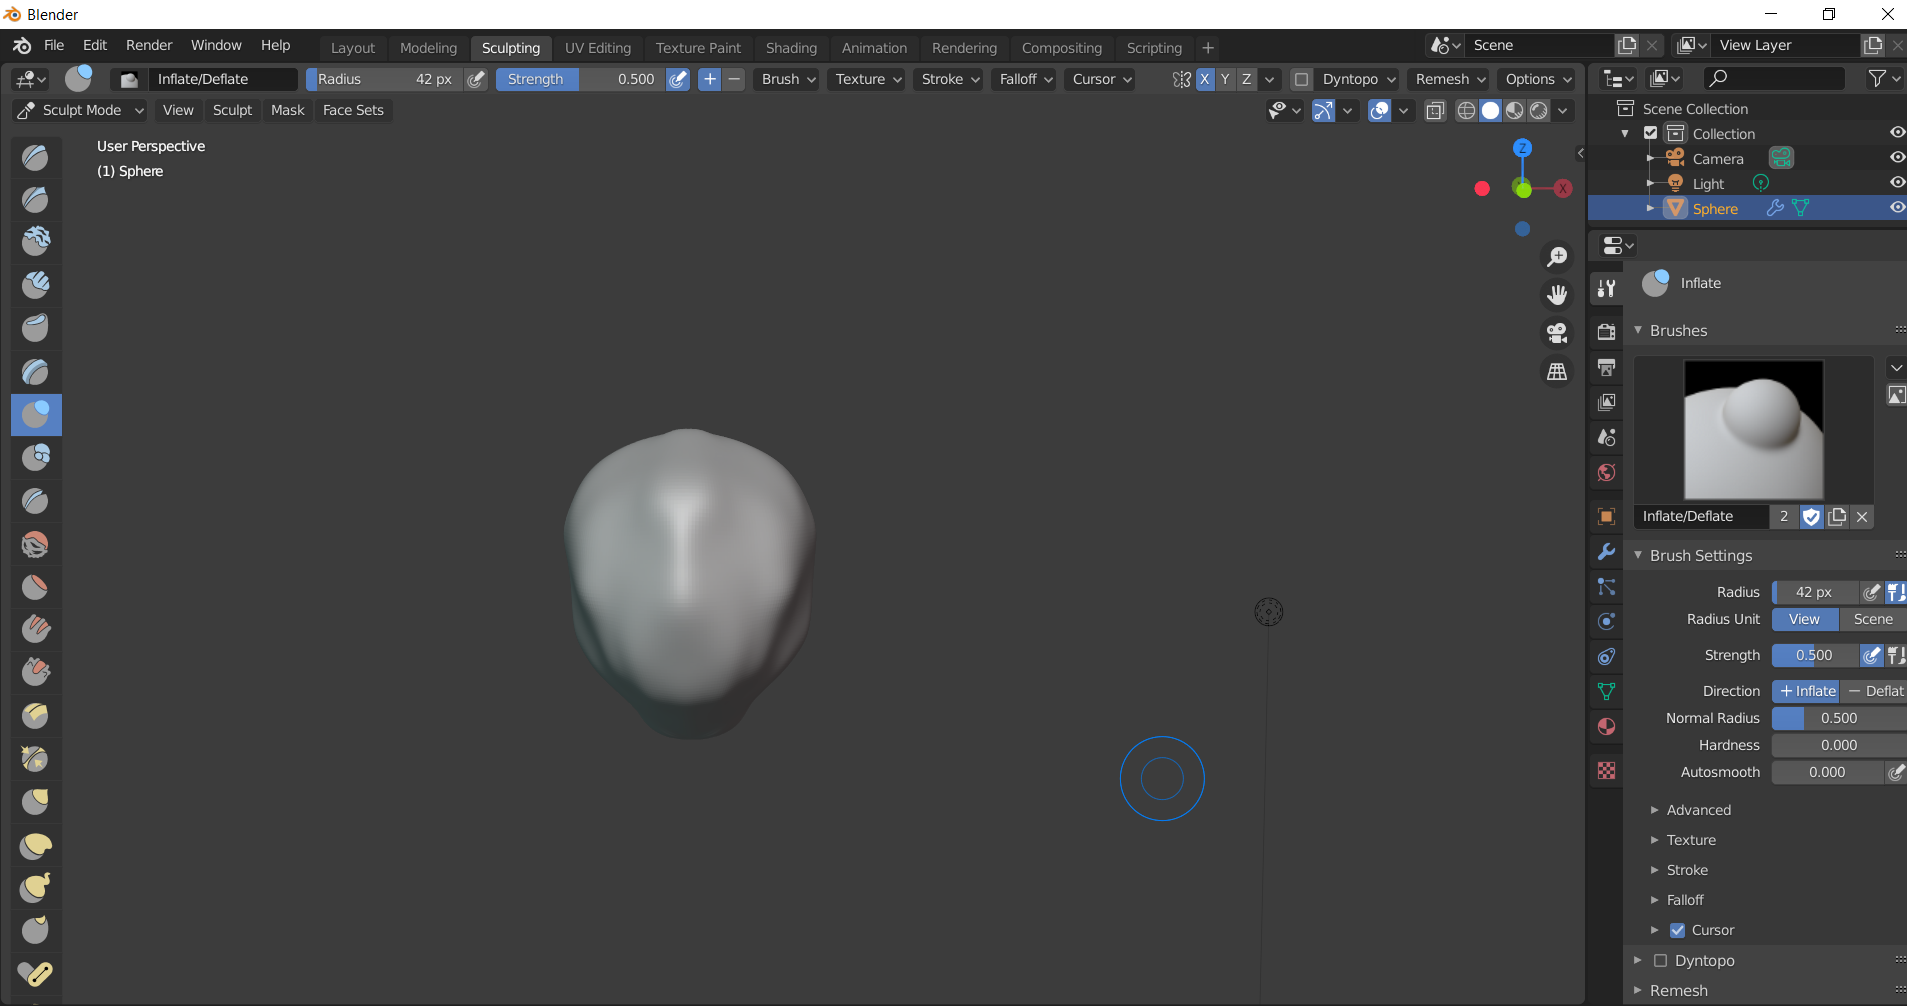 Blender
File Edit Render Window Help Layout Modeling Sculpting UV Editing Texture Paint Shading Animation Rendering Compositing Scripting + Scene View Layer
Inflate/Deflate Radius 42 px Strength 0.500 + − Brush Texture Stroke Falloff Cursor X Y Z Dyntopo Remesh Options
Sculpt Mode View Sculpt Mask Face Sets
User Perspective
(1) Sphere
Z
X
Scene Collection
Collection
Camera
Light
Sphere
Inflate
Brushes
Inflate/Deflate 2
Brush Settings
Radius 42 px
Radius Unit View Scene
Strength 0.500
Direction + Inflate − Deflat
Normal Radius 0.500
Hardness 0.000
Autosmooth 0.000
Advanced
Texture
Stroke
Falloff
Cursor
Dyntopo
Remesh